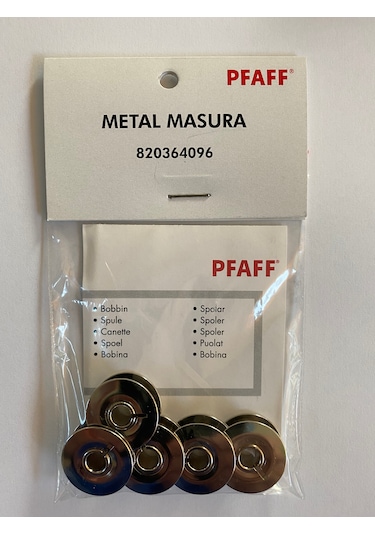 PFAFF®
METAL MASURA
820364096
PFAFF®
• Bobbin
• Spule
• Canette
• Spoel
• Bobina
• Spolar
• Spoler
• Spoler
• Puolat
• Bobina